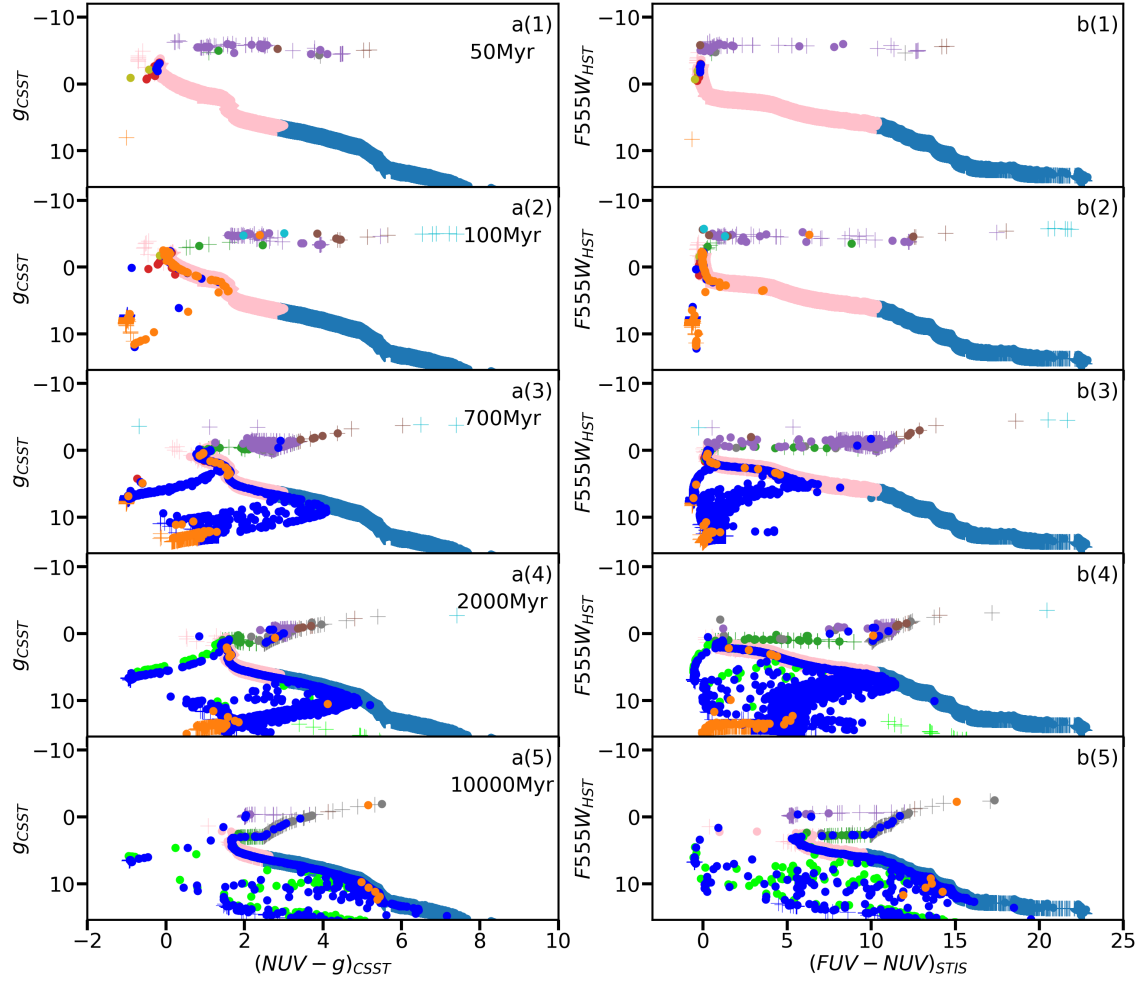 a(1)
50Myr
−10
0
10
g_CSST
b(1)
−10
0
10
F555W_HST
a(2)
100Myr
−10
0
10
g_CSST
b(2)
−10
0
10
F555W_HST
a(3)
700Myr
−10
0
10
g_CSST
b(3)
−10
0
10
F555W_HST
a(4)
2000Myr
−10
0
10
g_CSST
b(4)
−10
0
10
F555W_HST
a(5)
10000Myr
−10
0
10
g_CSST
b(5)
−10
0
10
F555W_HST
−2 0 2 4 6 8 10
(NUV − g)_CSST
0 5 10 15 20 25
(FUV − NUV)_STIS